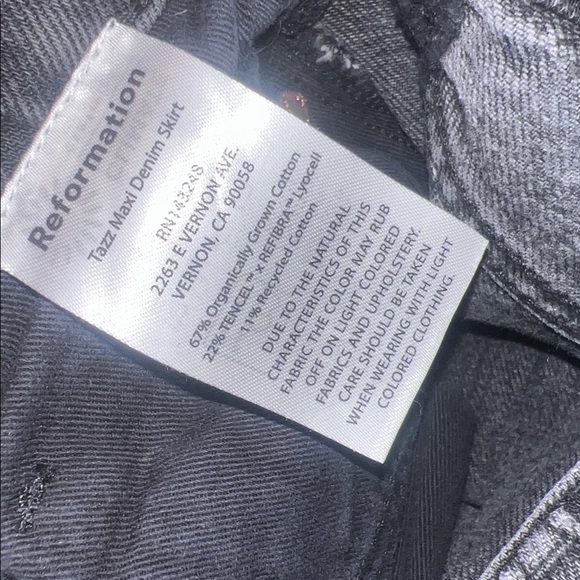 Reformation
Tazz Maxi Denim Skirt
RN143248
2263 E VERNON AVE.
VERNON, CA 90058
67% Organically Grown Cotton
22% TENCEL™ x REFIBRA™ Lyocell
11% Recycled Cotton
DUE TO THE NATURAL
CHARACTERISTICS OF THIS
FABRIC THE COLOR MAY RUB
OFF ON LIGHT COLORED
FABRICS AND UPHOLSTERY.
CARE SHOULD BE TAKEN
WHEN WEARING WITH LIGHT
COLORED CLOTHING.